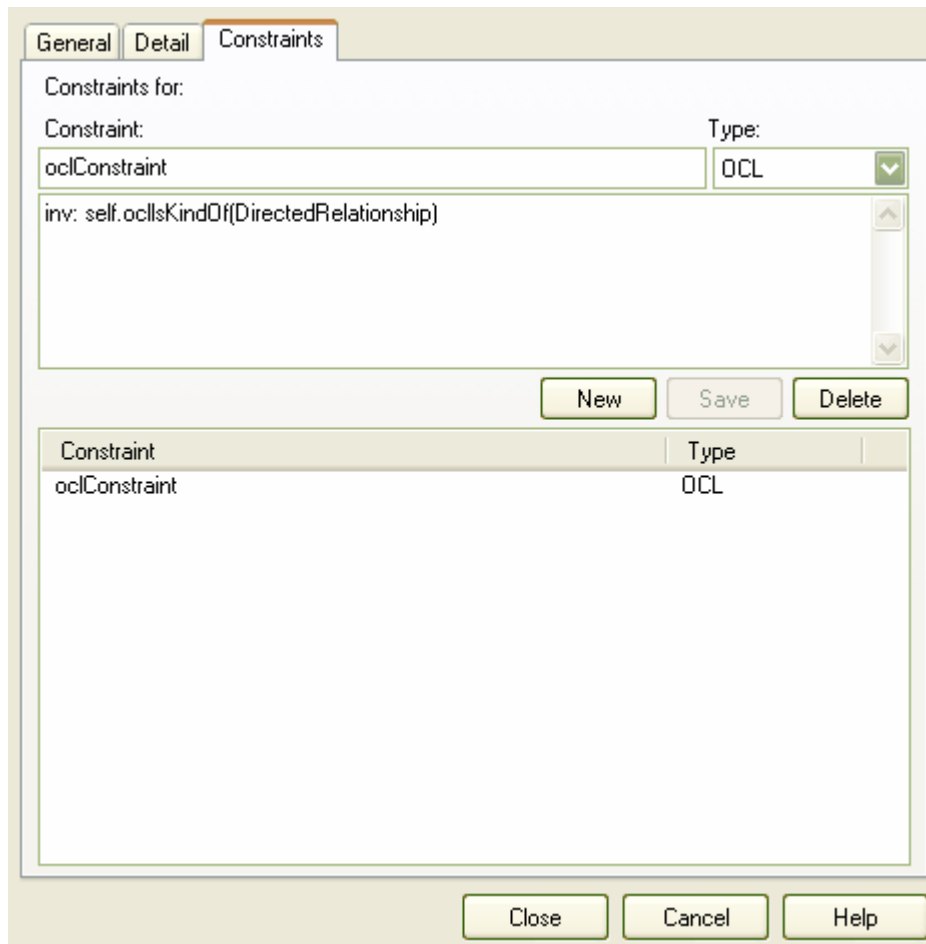 General Detail Constraints
Constraints for:
Constraint: Type:
oclConstraint OCL
inv: self.oclIsKindOf(DirectedRelationship)
New Save Delete
Constraint Type
oclConstraint OCL
Close Cancel Help